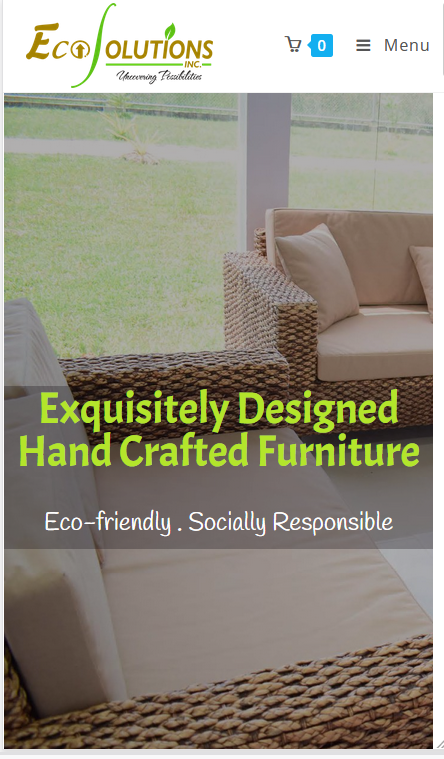 EcoSolutions
INC.
Uncovering Possibilities
0
Menu
Exquisitely Designed
Hand Crafted Furniture
Eco-friendly . Socially Responsible